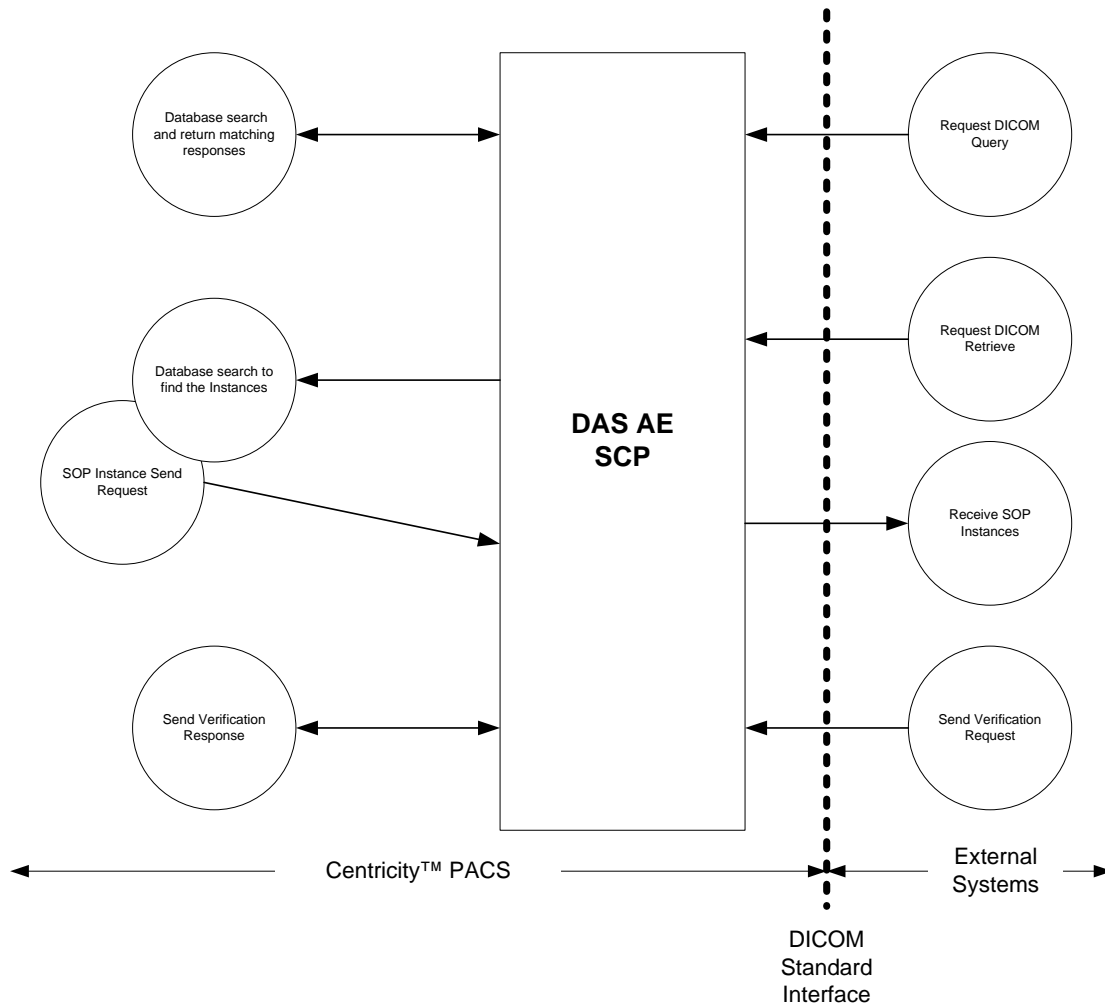 Database search
and return matching
responses
Request DICOM
Query
Request DICOM
Retrieve
Database search to
find the Instances
DAS AE
SCP
SOP Instance Send
Request
Receive SOP
Instances
Send Verification
Response
Send Verification
Request
Centricity™ PACS
External
Systems
DICOM
Standard
Interface